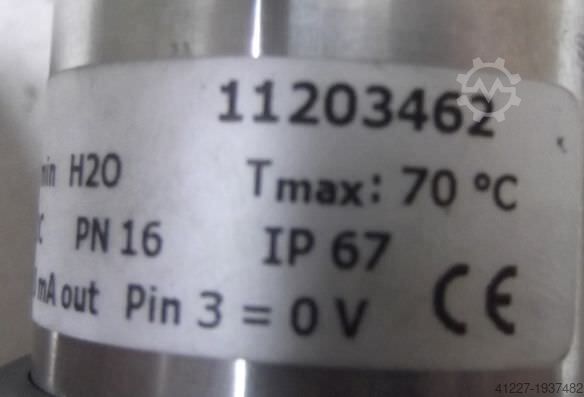 11203462
min H2O Tmax: 70 °C
C PN 16 IP 67
mA out Pin 3 = 0 V CE
41227-1937482